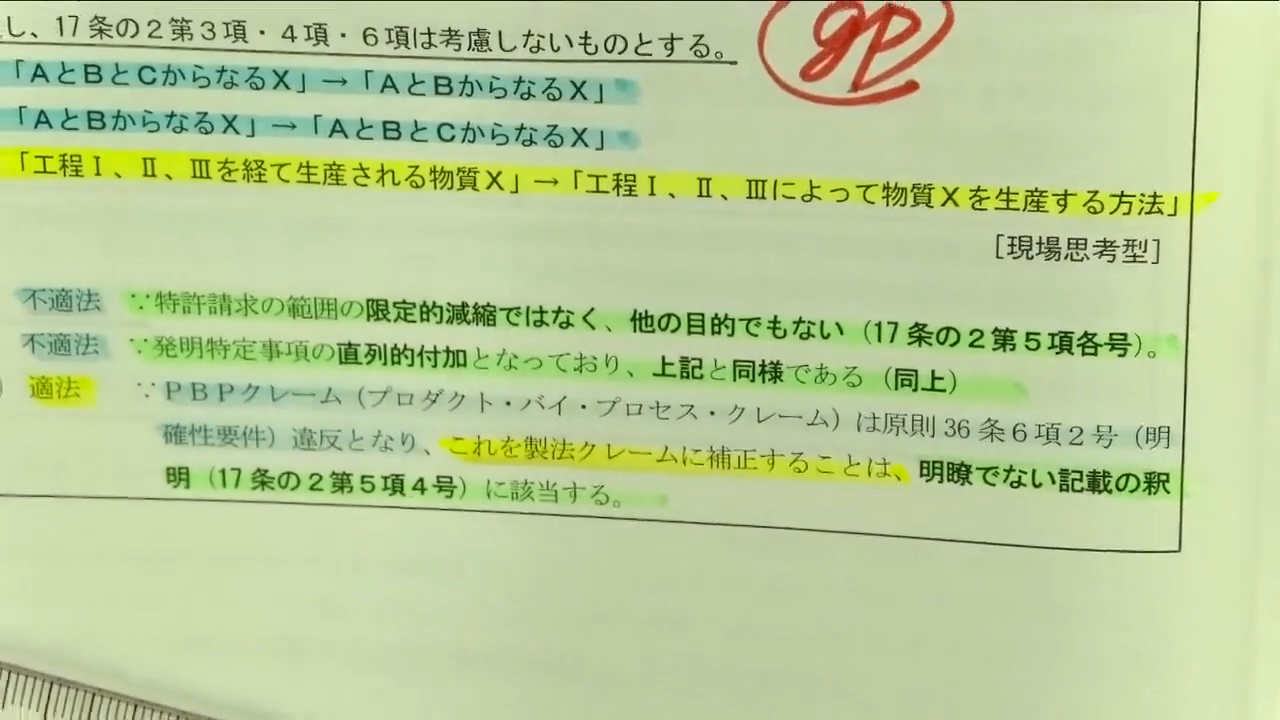 し、17条の2第3項・4項・6項は考慮しないものとする。
「AとBとCからなるX」→「AとBからなるX」
「AとBからなるX」→「AとBとCからなるX」
「工程Ⅰ、Ⅱ、Ⅲを経て生産される物質X」→「工程Ⅰ、Ⅱ、Ⅲによって物質Xを生産する方法」
[現場思考型]
不適法 ∵特許請求の範囲の限定的減縮ではなく、他の目的でもない（17条の2第5項各号）。
不適法 ∵発明特定事項の直列的付加となっており、上記と同様である（同上）
) 適法 ∵PBPクレーム（プロダクト・バイ・プロセス・クレーム）は原則36条6項2号（明
確性要件）違反となり、これを製法クレームに補正することは、明瞭でない記載の釈
明（17条の2第5項4号）に該当する。